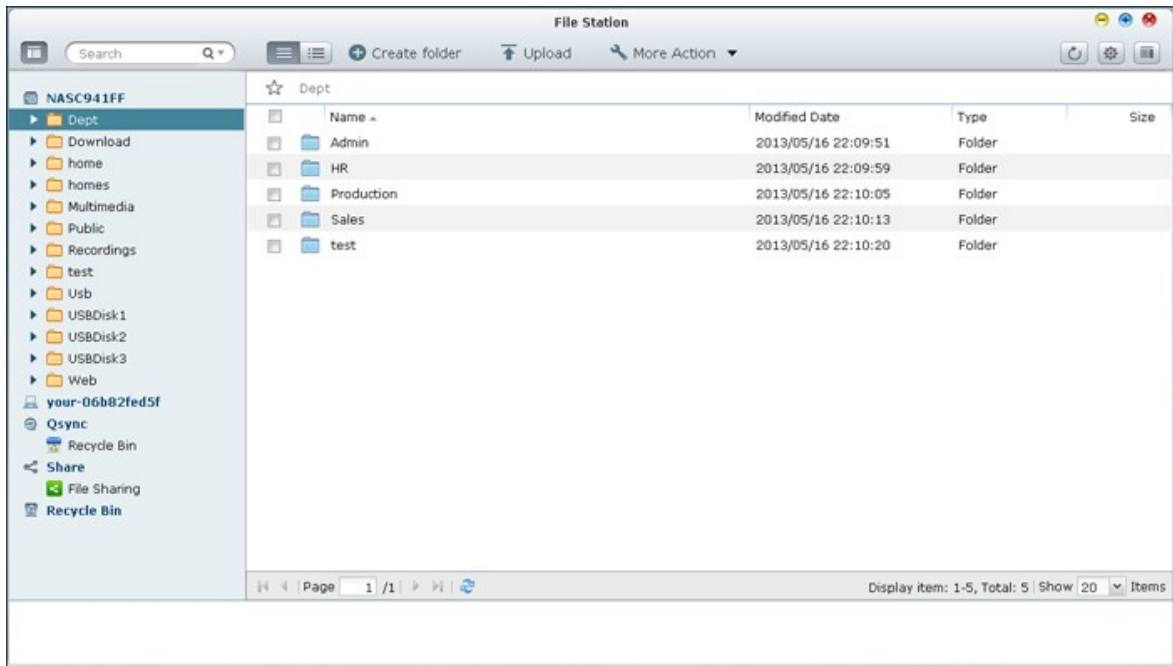 File Station
Search
Create folder
Upload
More Action
NASC941FF
Dept
Download
home
homes
Multimedia
Public
Recordings
test
Usb
USBDisk1
USBDisk2
USBDisk3
Web
your-06b82fed5f
Qsync
Recycle Bin
Share
File Sharing
Recycle Bin
Dept
Name Modified Date Type Size
Admin 2013/05/16 22:09:51 Folder
HR 2013/05/16 22:09:59 Folder
Production 2013/05/16 22:10:05 Folder
Sales 2013/05/16 22:10:13 Folder
test 2013/05/16 22:10:20 Folder
Page 1 /1 Display item: 1-5, Total: 5 Show 20 Items